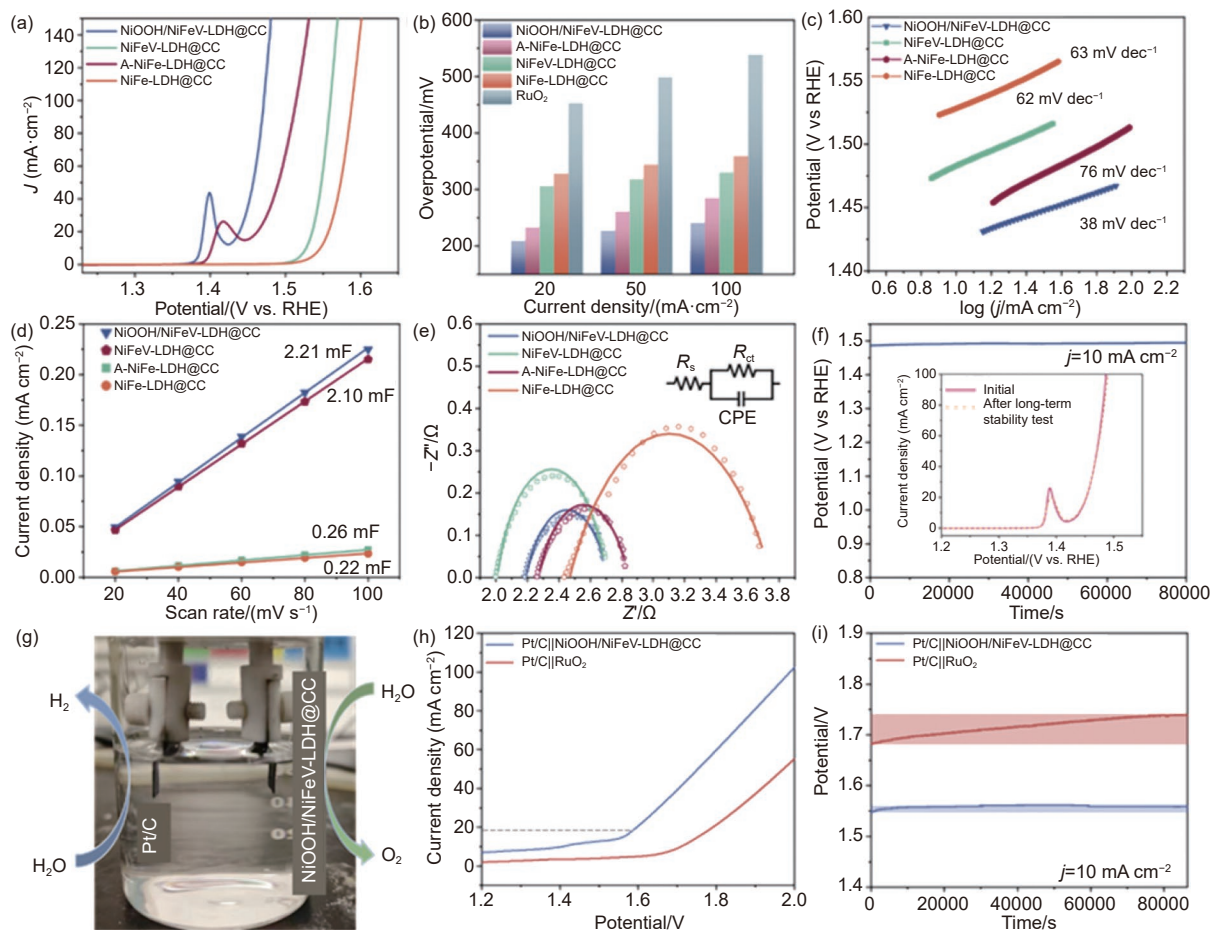 (a)
NiOOH/NiFeV-LDH@CC
NiFeV-LDH@CC
A-NiFe-LDH@CC
NiFe-LDH@CC
140
120
100
80
60
40
20
0
J (mA·cm⁻²)
1.3 1.4 1.5 1.6
Potential/(V vs. RHE)
(b)
NiOOH/NiFeV-LDH@CC
A-NiFe-LDH@CC
NiFeV-LDH@CC
NiFe-LDH@CC
RuO₂
600
500
400
300
200
Overpotential/mV
20 50 100
Current density/(mA·cm⁻²)
(c)
NiOOH/NiFeV-LDH@CC
NiFeV-LDH@CC
A-NiFe-LDH@CC
NiFe-LDH@CC
63 mV dec⁻¹
62 mV dec⁻¹
76 mV dec⁻¹
38 mV dec⁻¹
1.60
1.55
1.50
1.45
1.40
Potential (V vs RHE)
0.6 0.8 1.0 1.2 1.4 1.6 1.8 2.0 2.2
log (j/mA cm⁻²)
(d)
NiOOH/NiFeV-LDH@CC
NiFeV-LDH@CC
A-NiFe-LDH@CC
NiFe-LDH@CC
2.21 mF
2.10 mF
0.26 mF
0.22 mF
0.25
0.20
0.15
0.10
0.05
0.00
Current density (mA cm⁻²)
20 40 60 80 100
Scan rate/(mV s⁻¹)
(e)
NiOOH/NiFeV-LDH@CC
NiFeV-LDH@CC
A-NiFe-LDH@CC
NiFe-LDH@CC
Rs
Rct
CPE
−0.6
−0.5
−0.4
−0.3
0.2
0.1
0.0
−Z''/Ω
2.0 2.2 2.4 2.6 2.8 3.0 3.2 3.4 3.6 3.8
Z'/Ω
(f)
j=10 mA cm⁻²
1.5
1.4
1.3
1.2
1.1
1.0
0.9
0.8
Potential (V vs RHE)
0 20000 40000 60000 80000
Time/s
Initial
After long-term
stability test
100
80
60
40
20
0
Current density (mA cm⁻²)
1.2 1.3 1.4 1.5
Potential/(V vs. RHE)
(g)
H₂
H₂O
Pt/C
NiOOH/NiFeV-LDH@CC
H₂O
O₂
(h)
Pt/C||NiOOH/NiFeV-LDH@CC
Pt/C||RuO₂
120
100
80
60
40
20
0
Current density (mA cm⁻²)
1.2 1.4 1.6 1.8 2.0
Potential/V
(i)
Pt/C||NiOOH/NiFeV-LDH@CC
Pt/C||RuO₂
1.9
1.8
1.7
1.6
1.5
1.4
Potential/V
j=10 mA cm⁻²
0 20000 40000 60000 80000
Time/s